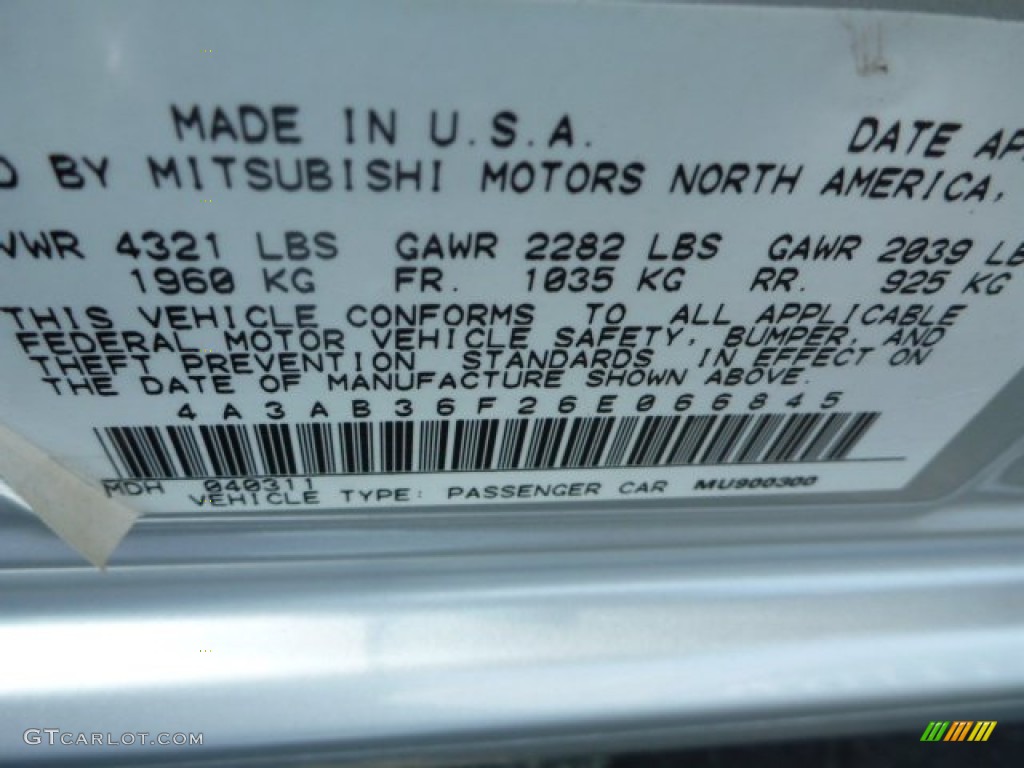 MADE IN U.S.A. DATE AP
D BY MITSUBISHI MOTORS NORTH AMERICA,
VWR 4321 LBS GAWR 2282 LBS GAWR 2039 LB
1960 KG FR. 1035 KG RR. 925 KG
THIS VEHICLE CONFORMS TO ALL APPLICABLE
FEDERAL MOTOR VEHICLE SAFETY, BUMPER, AND
THEFT PREVENTION STANDARDS IN EFFECT ON
THE DATE OF MANUFACTURE SHOWN ABOVE.
4A3AB36F26E066845
MDH 040311
VEHICLE TYPE: PASSENGER CAR MU900300
GTCARLOT.COM